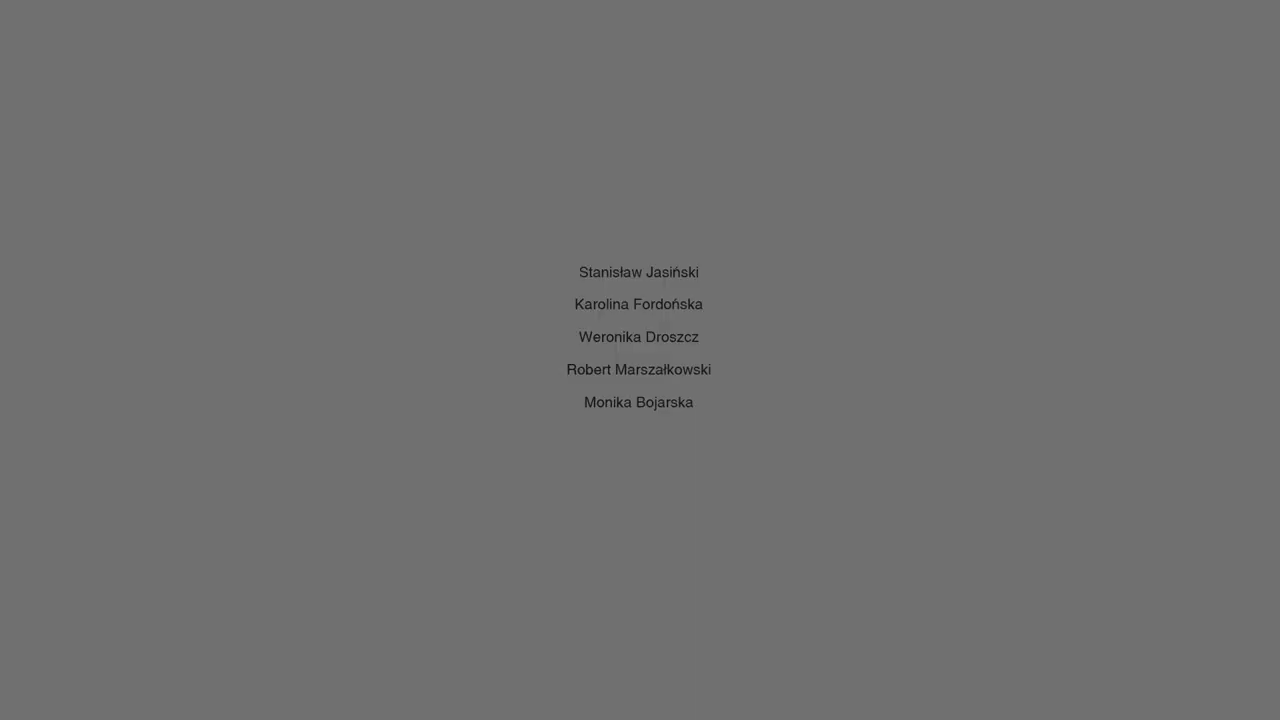 Stanisław Jasiński
Karolina Fordońska
Weronika Droszcz
Robert Marszałkowski
Monika Bojarska